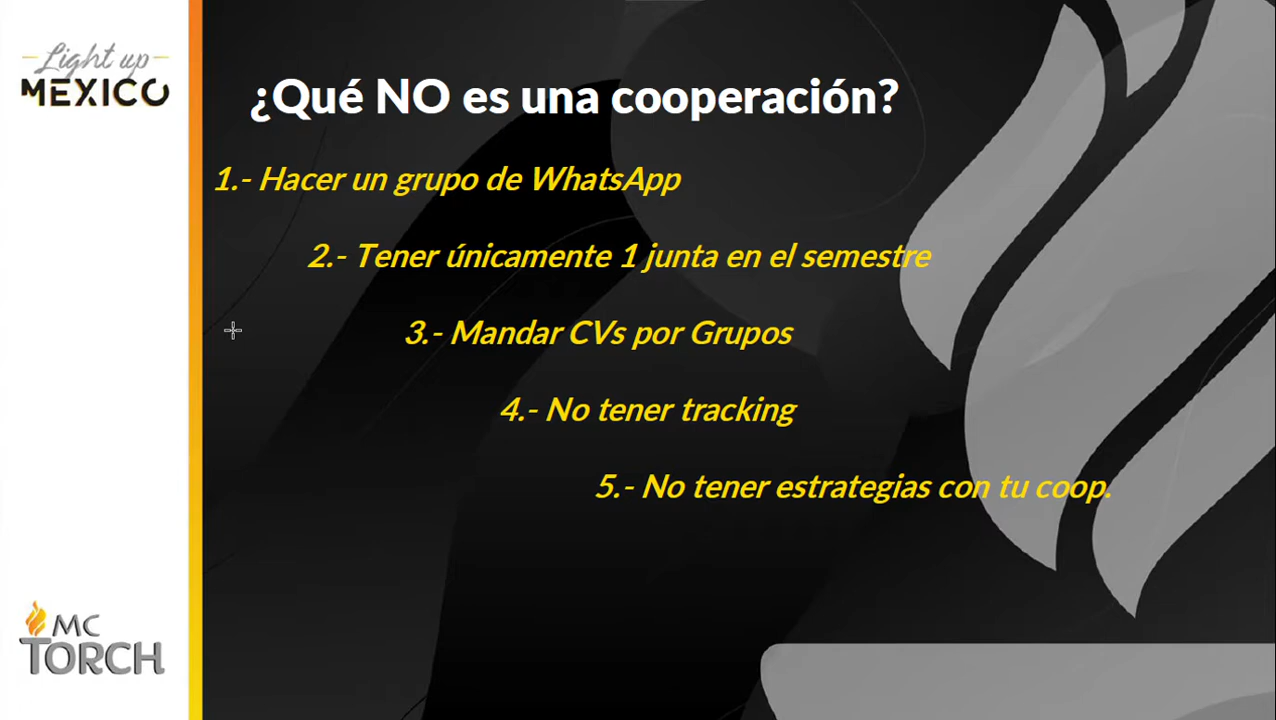 Light up
MEXICO
¿Qué NO es una cooperación?
1.- Hacer un grupo de WhatsApp
2.- Tener únicamente 1 junta en el semestre
3.- Mandar CVs por Grupos
4.- No tener tracking
5.- No tener estrategias con tu coop.
MC
TORCH